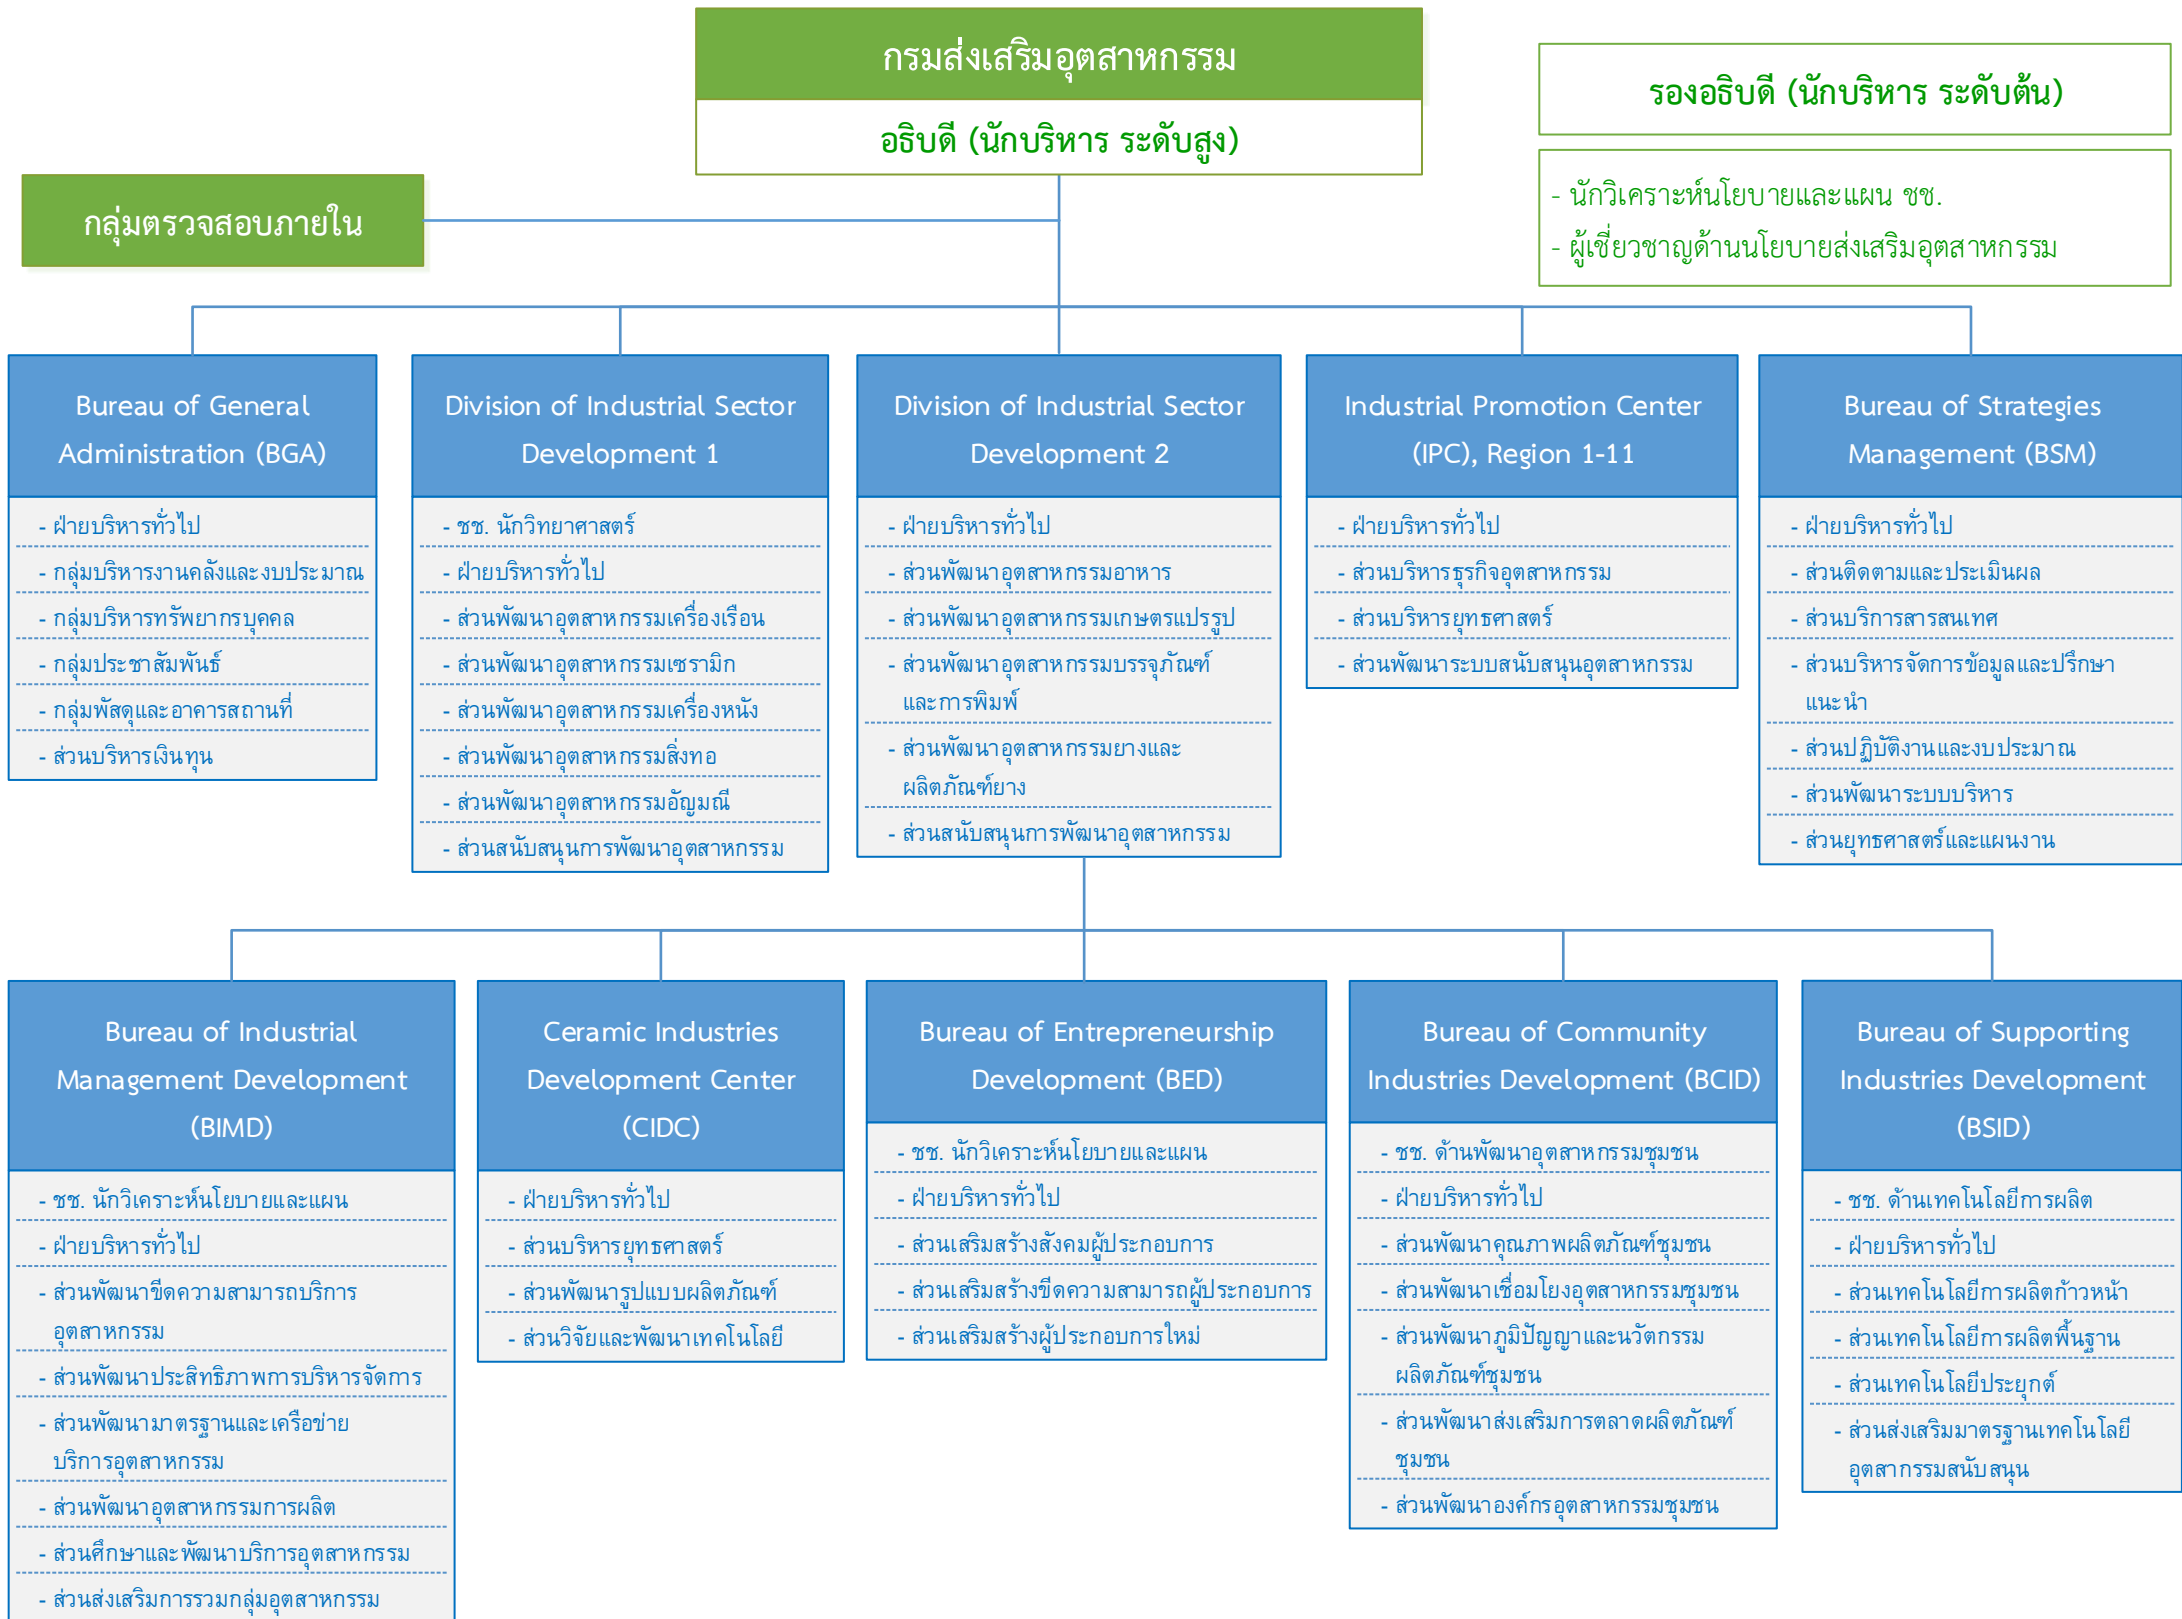 กรมส่งเสริมอุตสาหกรรม
อธิบดี (นักบริหาร ระดับสูง)
รองอธิบดี (นักบริหาร ระดับต้น)
- นักวิเคราะห์นโยบายและแผน ชช.
- ผู้เชี่ยวชาญด้านนโยบายส่งเสริมอุตสาหกรรม
กลุ่มตรวจสอบภายใน
Bureau of General
Administration (BGA)
- ฝ่ายบริหารทั่วไป
- กลุ่มบริหารงานคลังและงบประมาณ
- กลุ่มบริหารทรัพยากรบุคคล
- กลุ่มประชาสัมพันธ์
- กลุ่มพัสดุและอาคารสถานที่
- ส่วนบริหารเงินทุน
Division of Industrial Sector
Development 1
- ชช. นักวิทยาศาสตร์
- ฝ่ายบริหารทั่วไป
- ส่วนพัฒนาอุตสาหกรรมเครื่องเรือน
- ส่วนพัฒนาอุตสาหกรรมเซรามิก
- ส่วนพัฒนาอุตสาหกรรมเครื่องหนัง
- ส่วนพัฒนาอุตสาหกรรมสิ่งทอ
- ส่วนพัฒนาอุตสาหกรรมอัญมณี
- ส่วนสนับสนุนการพัฒนาอุตสาหกรรม
Division of Industrial Sector
Development 2
- ฝ่ายบริหารทั่วไป
- ส่วนพัฒนาอุตสาหกรรมอาหาร
- ส่วนพัฒนาอุตสาหกรรมเกษตรแปรรูป
- ส่วนพัฒนาอุตสาหกรรมบรรจุภัณฑ์
และการพิมพ์
- ส่วนพัฒนาอุตสาหกรรมยางและ
ผลิตภัณฑ์ยาง
- ส่วนสนับสนุนการพัฒนาอุตสาหกรรม
Industrial Promotion Center
(IPC), Region 1-11
- ฝ่ายบริหารทั่วไป
- ส่วนบริหารธุรกิจอุตสาหกรรม
- ส่วนบริหารยุทธศาสตร์
- ส่วนพัฒนาระบบสนับสนุนอุตสาหกรรม
Bureau of Strategies
Management (BSM)
- ฝ่ายบริหารทั่วไป
- ส่วนติดตามและประเมินผล
- ส่วนบริการสารสนเทศ
- ส่วนบริหารจัดการข้อมูลและปรึกษา
แนะนำ
- ส่วนปฏิบัติงานและงบประมาณ
- ส่วนพัฒนาระบบบริหาร
- ส่วนยุทธศาสตร์และแผนงาน
Bureau of Industrial
Management Development
(BIMD)
- ชช. นักวิเคราะห์นโยบายและแผน
- ฝ่ายบริหารทั่วไป
- ส่วนพัฒนาขีดความสามารถบริการ
อุตสาหกรรม
- ส่วนพัฒนาประสิทธิภาพการบริหารจัดการ
- ส่วนพัฒนามาตรฐานและเครือข่าย
บริการอุตสาหกรรม
- ส่วนพัฒนาอุตสาหกรรมการผลิต
- ส่วนศึกษาและพัฒนาบริการอุตสาหกรรม
- ส่วนส่งเสริมการรวมกลุ่มอุตสาหกรรม
Ceramic Industries
Development Center
(CIDC)
- ฝ่ายบริหารทั่วไป
- ส่วนบริหารยุทธศาสตร์
- ส่วนพัฒนารูปแบบผลิตภัณฑ์
- ส่วนวิจัยและพัฒนาเทคโนโลยี
Bureau of Entrepreneurship
Development (BED)
- ชช. นักวิเคราะห์นโยบายและแผน
- ฝ่ายบริหารทั่วไป
- ส่วนเสริมสร้างสังคมผู้ประกอบการ
- ส่วนเสริมสร้างขีดความสามารถผู้ประกอบการ
- ส่วนเสริมสร้างผู้ประกอบการใหม่
Bureau of Community
Industries Development (BCID)
- ชช. ด้านพัฒนาอุตสาหกรรมชุมชน
- ฝ่ายบริหารทั่วไป
- ส่วนพัฒนาคุณภาพผลิตภัณฑ์ชุมชน
- ส่วนพัฒนาเชื่อมโยงอุตสาหกรรมชุมชน
- ส่วนพัฒนาภูมิปัญญาและนวัตกรรม
ผลิตภัณฑ์ชุมชน
- ส่วนพัฒนาส่งเสริมการตลาดผลิตภัณฑ์
ชุมชน
- ส่วนพัฒนาองค์กรอุตสาหกรรมชุมชน
Bureau of Supporting
Industries Development
(BSID)
- ชช. ด้านเทคโนโลยีการผลิต
- ฝ่ายบริหารทั่วไป
- ส่วนเทคโนโลยีการผลิตก้าวหน้า
- ส่วนเทคโนโลยีการผลิตพื้นฐาน
- ส่วนเทคโนโลยีประยุกต์
- ส่วนส่งเสริมมาตรฐานเทคโนโลยี
อุตสากรรมสนับสนุน